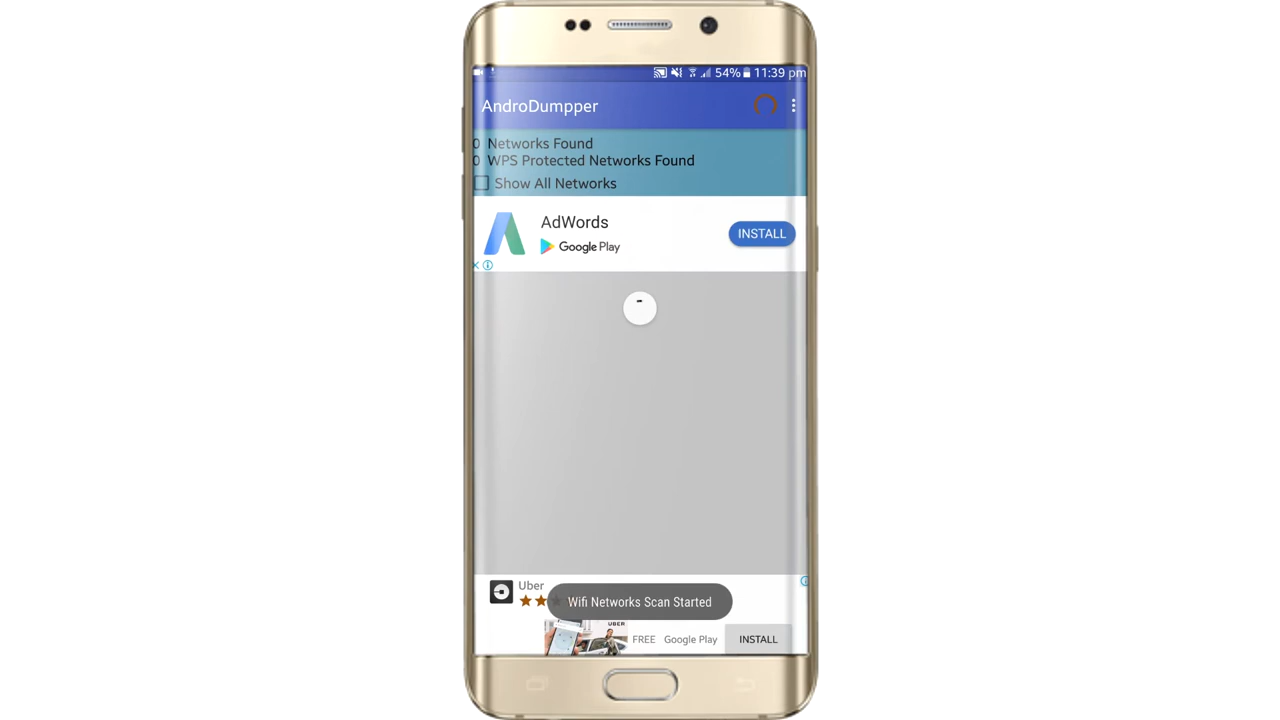 54% 11:39 pm
AndroDumpper
0 Networks Found
0 WPS Protected Networks Found
Show All Networks
AdWords
Google Play
INSTALL
Uber
Wifi Networks Scan Started
UBER
FREE Google Play INSTALL